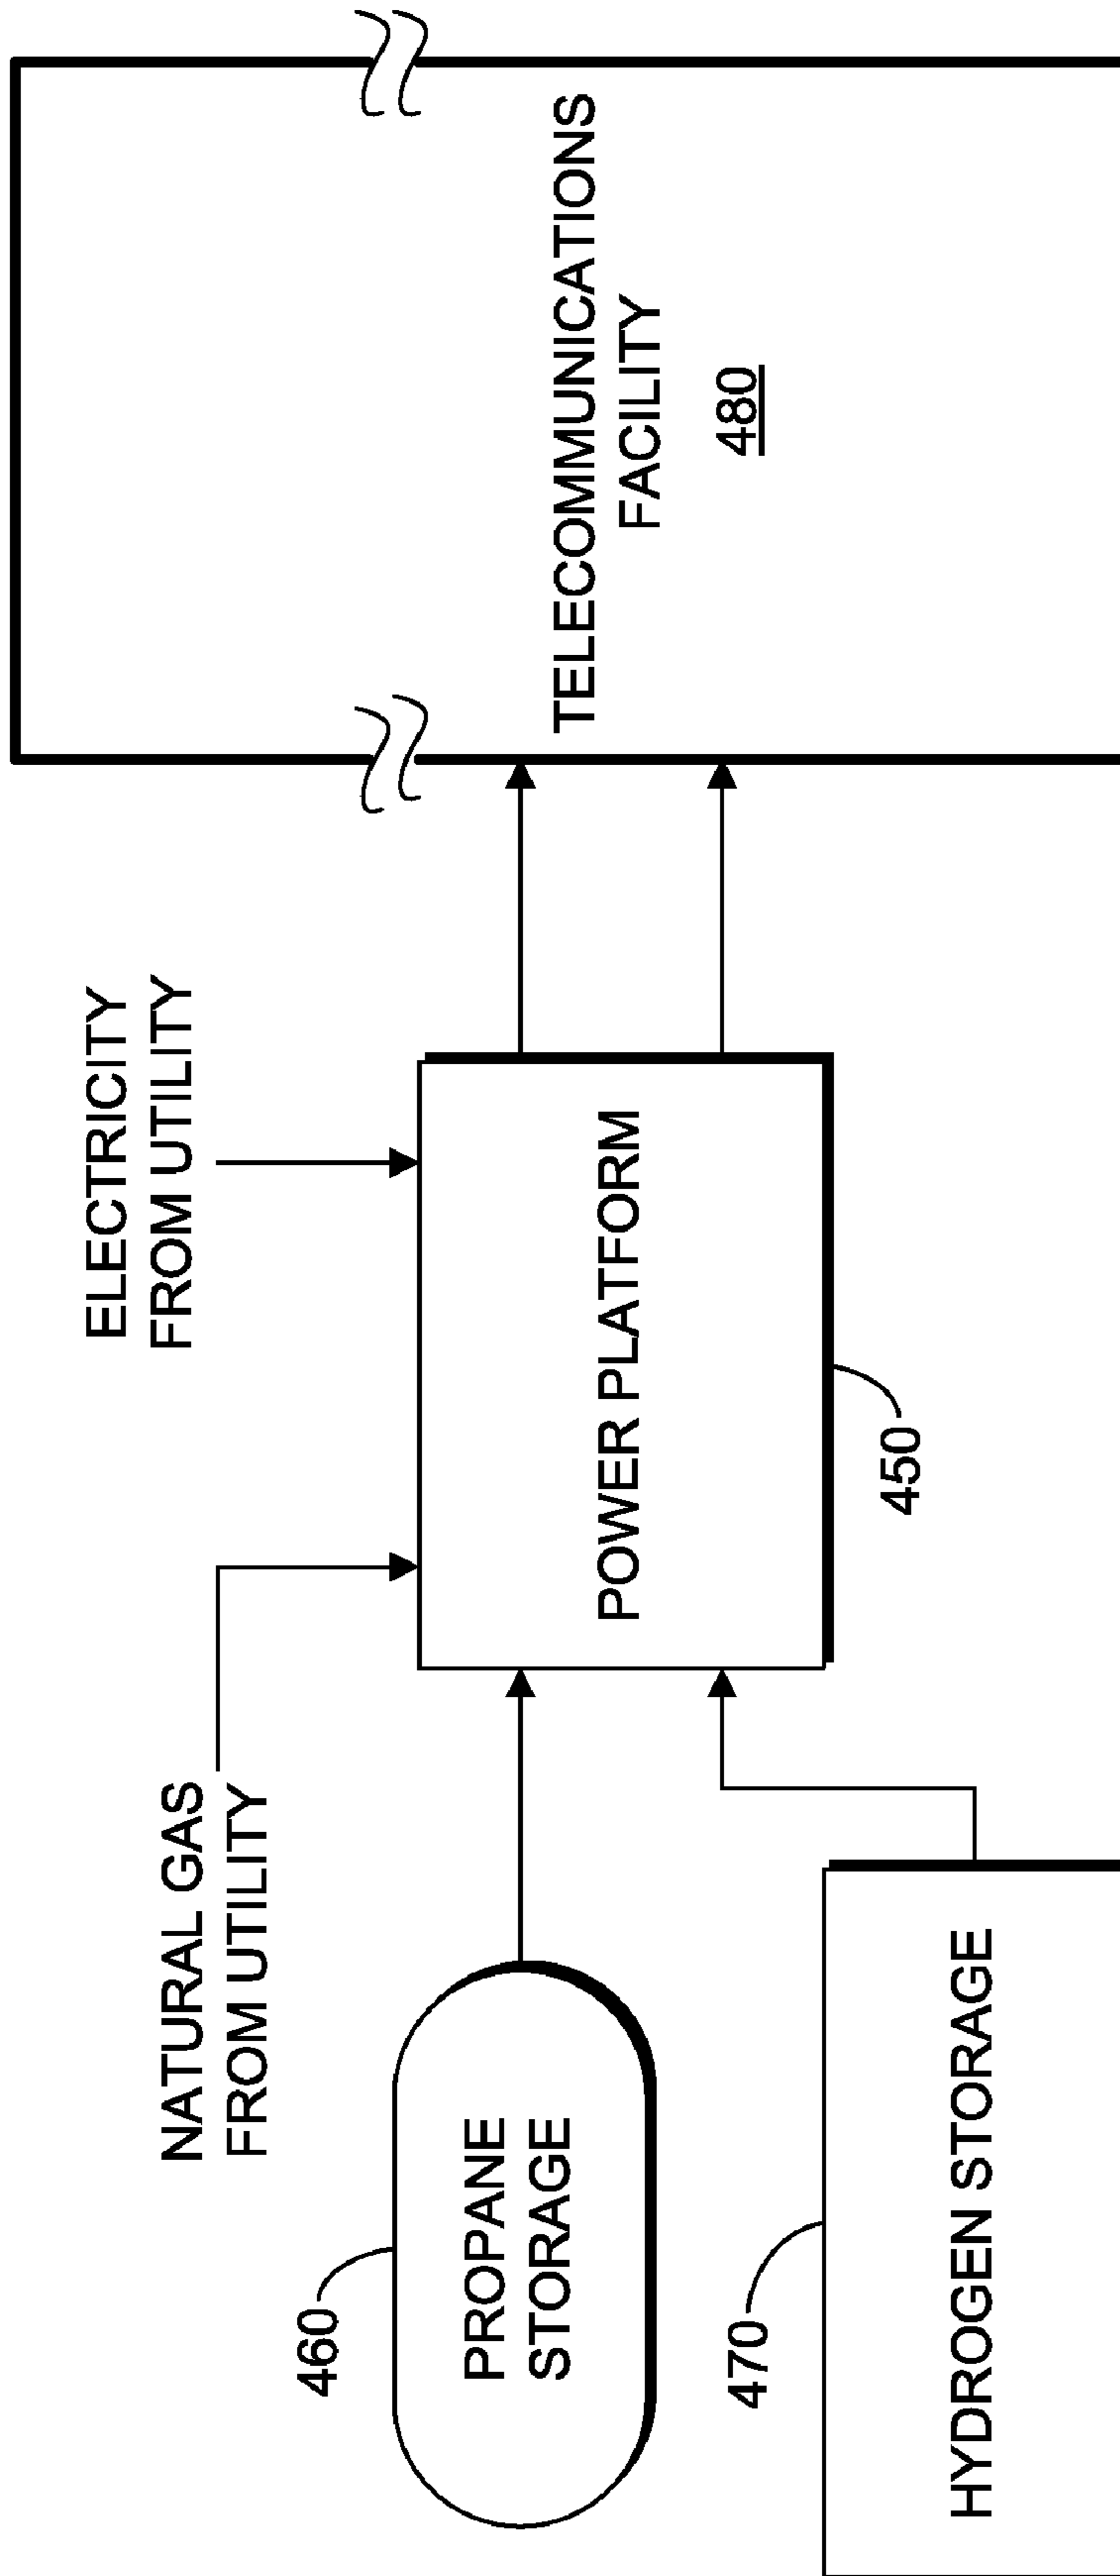 NATURAL GAS
FROM UTILITY
ELECTRICITY
FROM UTILITY
460
PROPANE
STORAGE
POWER PLATFORM
450
TELECOMMUNICATIONS
FACILITY
480
470
HYDROGEN STORAGE